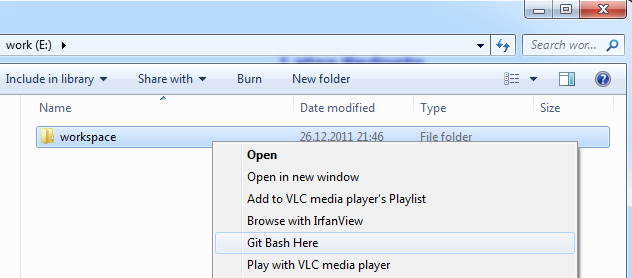 work (E:)
Search wor...
Include in library Share with Burn New folder
Name Date modified Type Size
workspace 26.12.2011 21:46 File folder
Open
Open in new window
Add to VLC media player's Playlist
Browse with IrfanView
Git Bash Here
Play with VLC media player